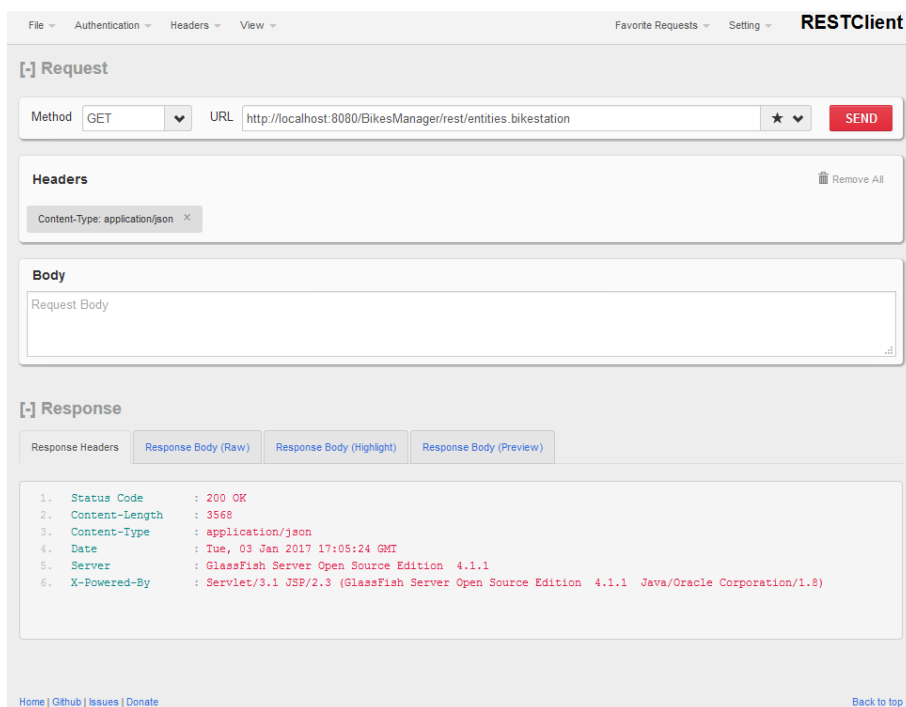 File Authentication Headers View Favorite Requests Setting RESTClient
[-] Request
Method GET URL http://localhost:8080/BikesManager/rest/entities.bikestation SEND
Headers Remove All
Content-Type: application/json ×
Body
Request Body
[-] Response
Response Headers Response Body (Raw) Response Body (Highlight) Response Body (Preview)
1. Status Code : 200 OK
2. Content-Length : 3568
3. Content-Type : application/json
4. Date : Tue, 03 Jan 2017 17:05:24 GMT
5. Server : GlassFish Server Open Source Edition 4.1.1
6. X-Powered-By : Servlet/3.1 JSP/2.3 (GlassFish Server Open Source Edition 4.1.1 Java/Oracle Corporation/1.8)
Home | Github | Issues | Donate Back to top